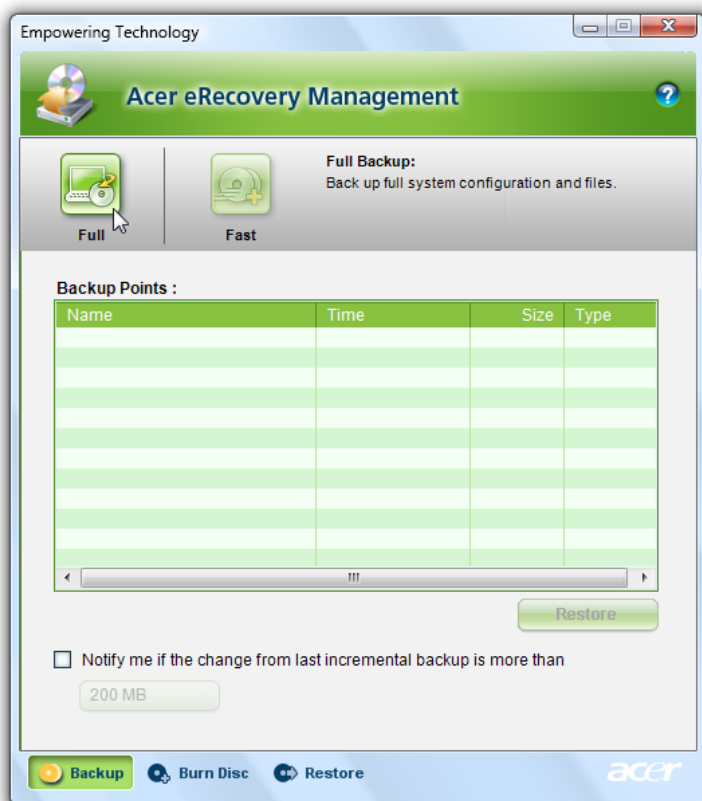 Empowering Technology
Acer eRecovery Management
?
Full
Fast
Full Backup:
Back up full system configuration and files.
Backup Points :
Name Time Size Type
Restore
Notify me if the change from last incremental backup is more than
200 MB
Backup Burn Disc Restore
acer